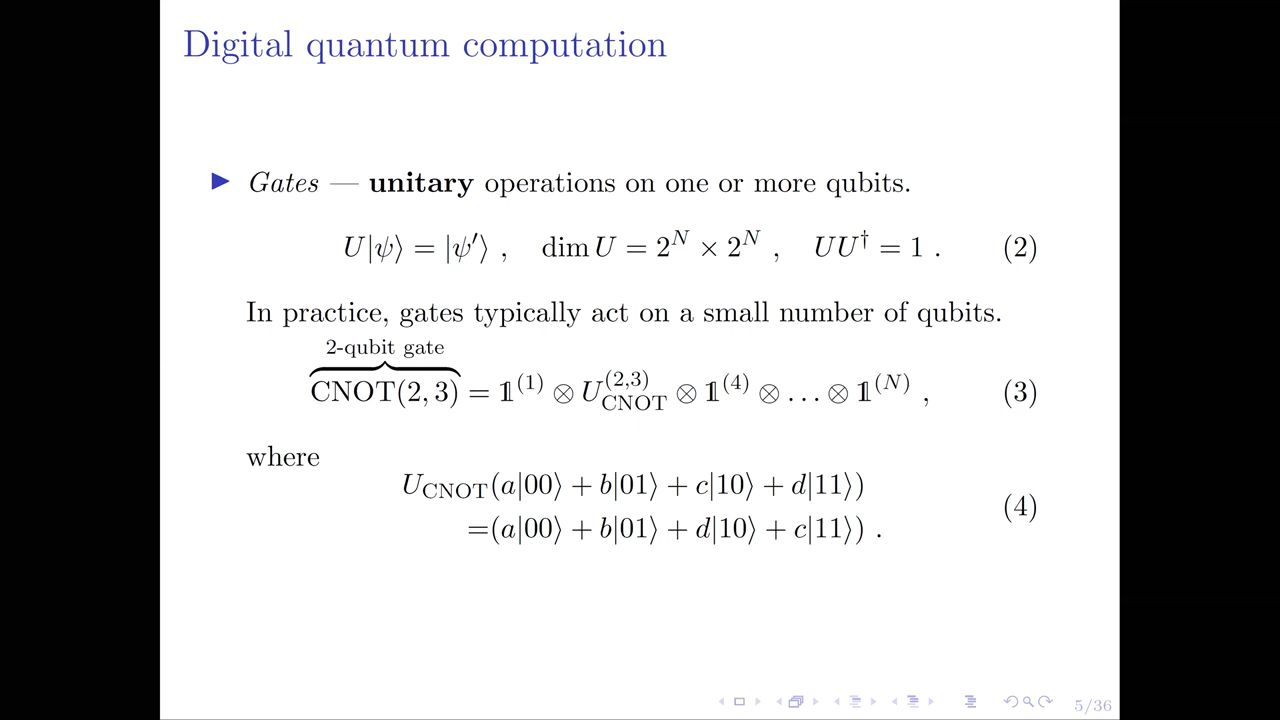 Digital quantum computation
▶ Gates — unitary operations on one or more qubits.
U|ψ⟩ = |ψ′⟩ , dim U = 2^N × 2^N , UU^† = 1 . (2)
In practice, gates typically act on a small number of qubits.
2-qubit gate
CNOT(2, 3) = 𝟙^(1) ⊗ U_CNOT^(2,3) ⊗ 𝟙^(4) ⊗ … ⊗ 𝟙^(N) , (3)
where
U_CNOT(a|00⟩ + b|01⟩ + c|10⟩ + d|11⟩)
=(a|00⟩ + b|01⟩ + d|10⟩ + c|11⟩) . (4)
5/36